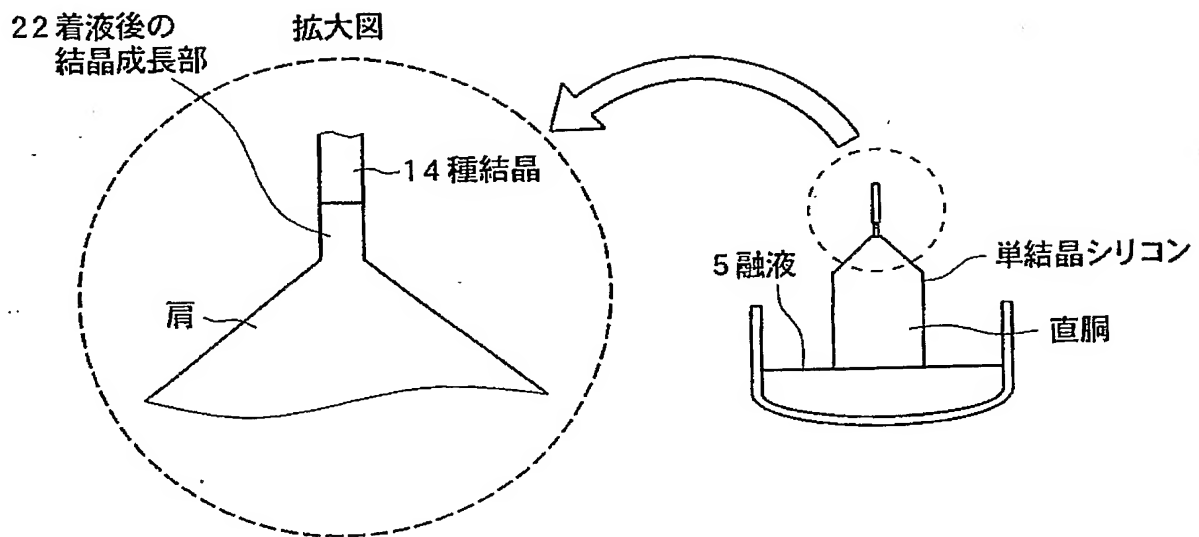 22着液後の
結晶成長部
拡大図
14種結晶
肩
5融液
単結晶シリコン
直胴